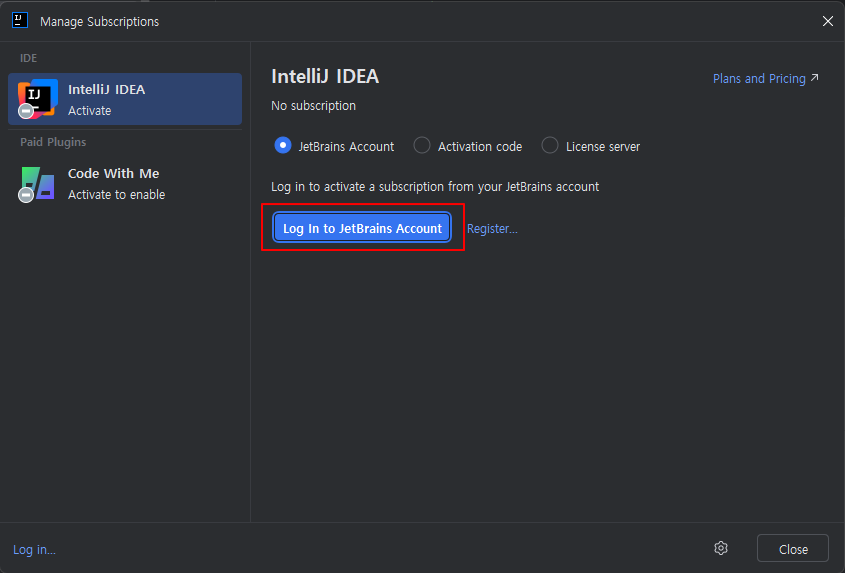 IJ Manage Subscriptions
IDE
IJ IntelliJ IDEA
Activate
Paid Plugins
Code With Me
Activate to enable
IntelliJ IDEA
Plans and Pricing
No subscription
JetBrains Account Activation code License server
Log in to activate a subscription from your JetBrains account
Log In to JetBrains Account Register...
Log in...
Close